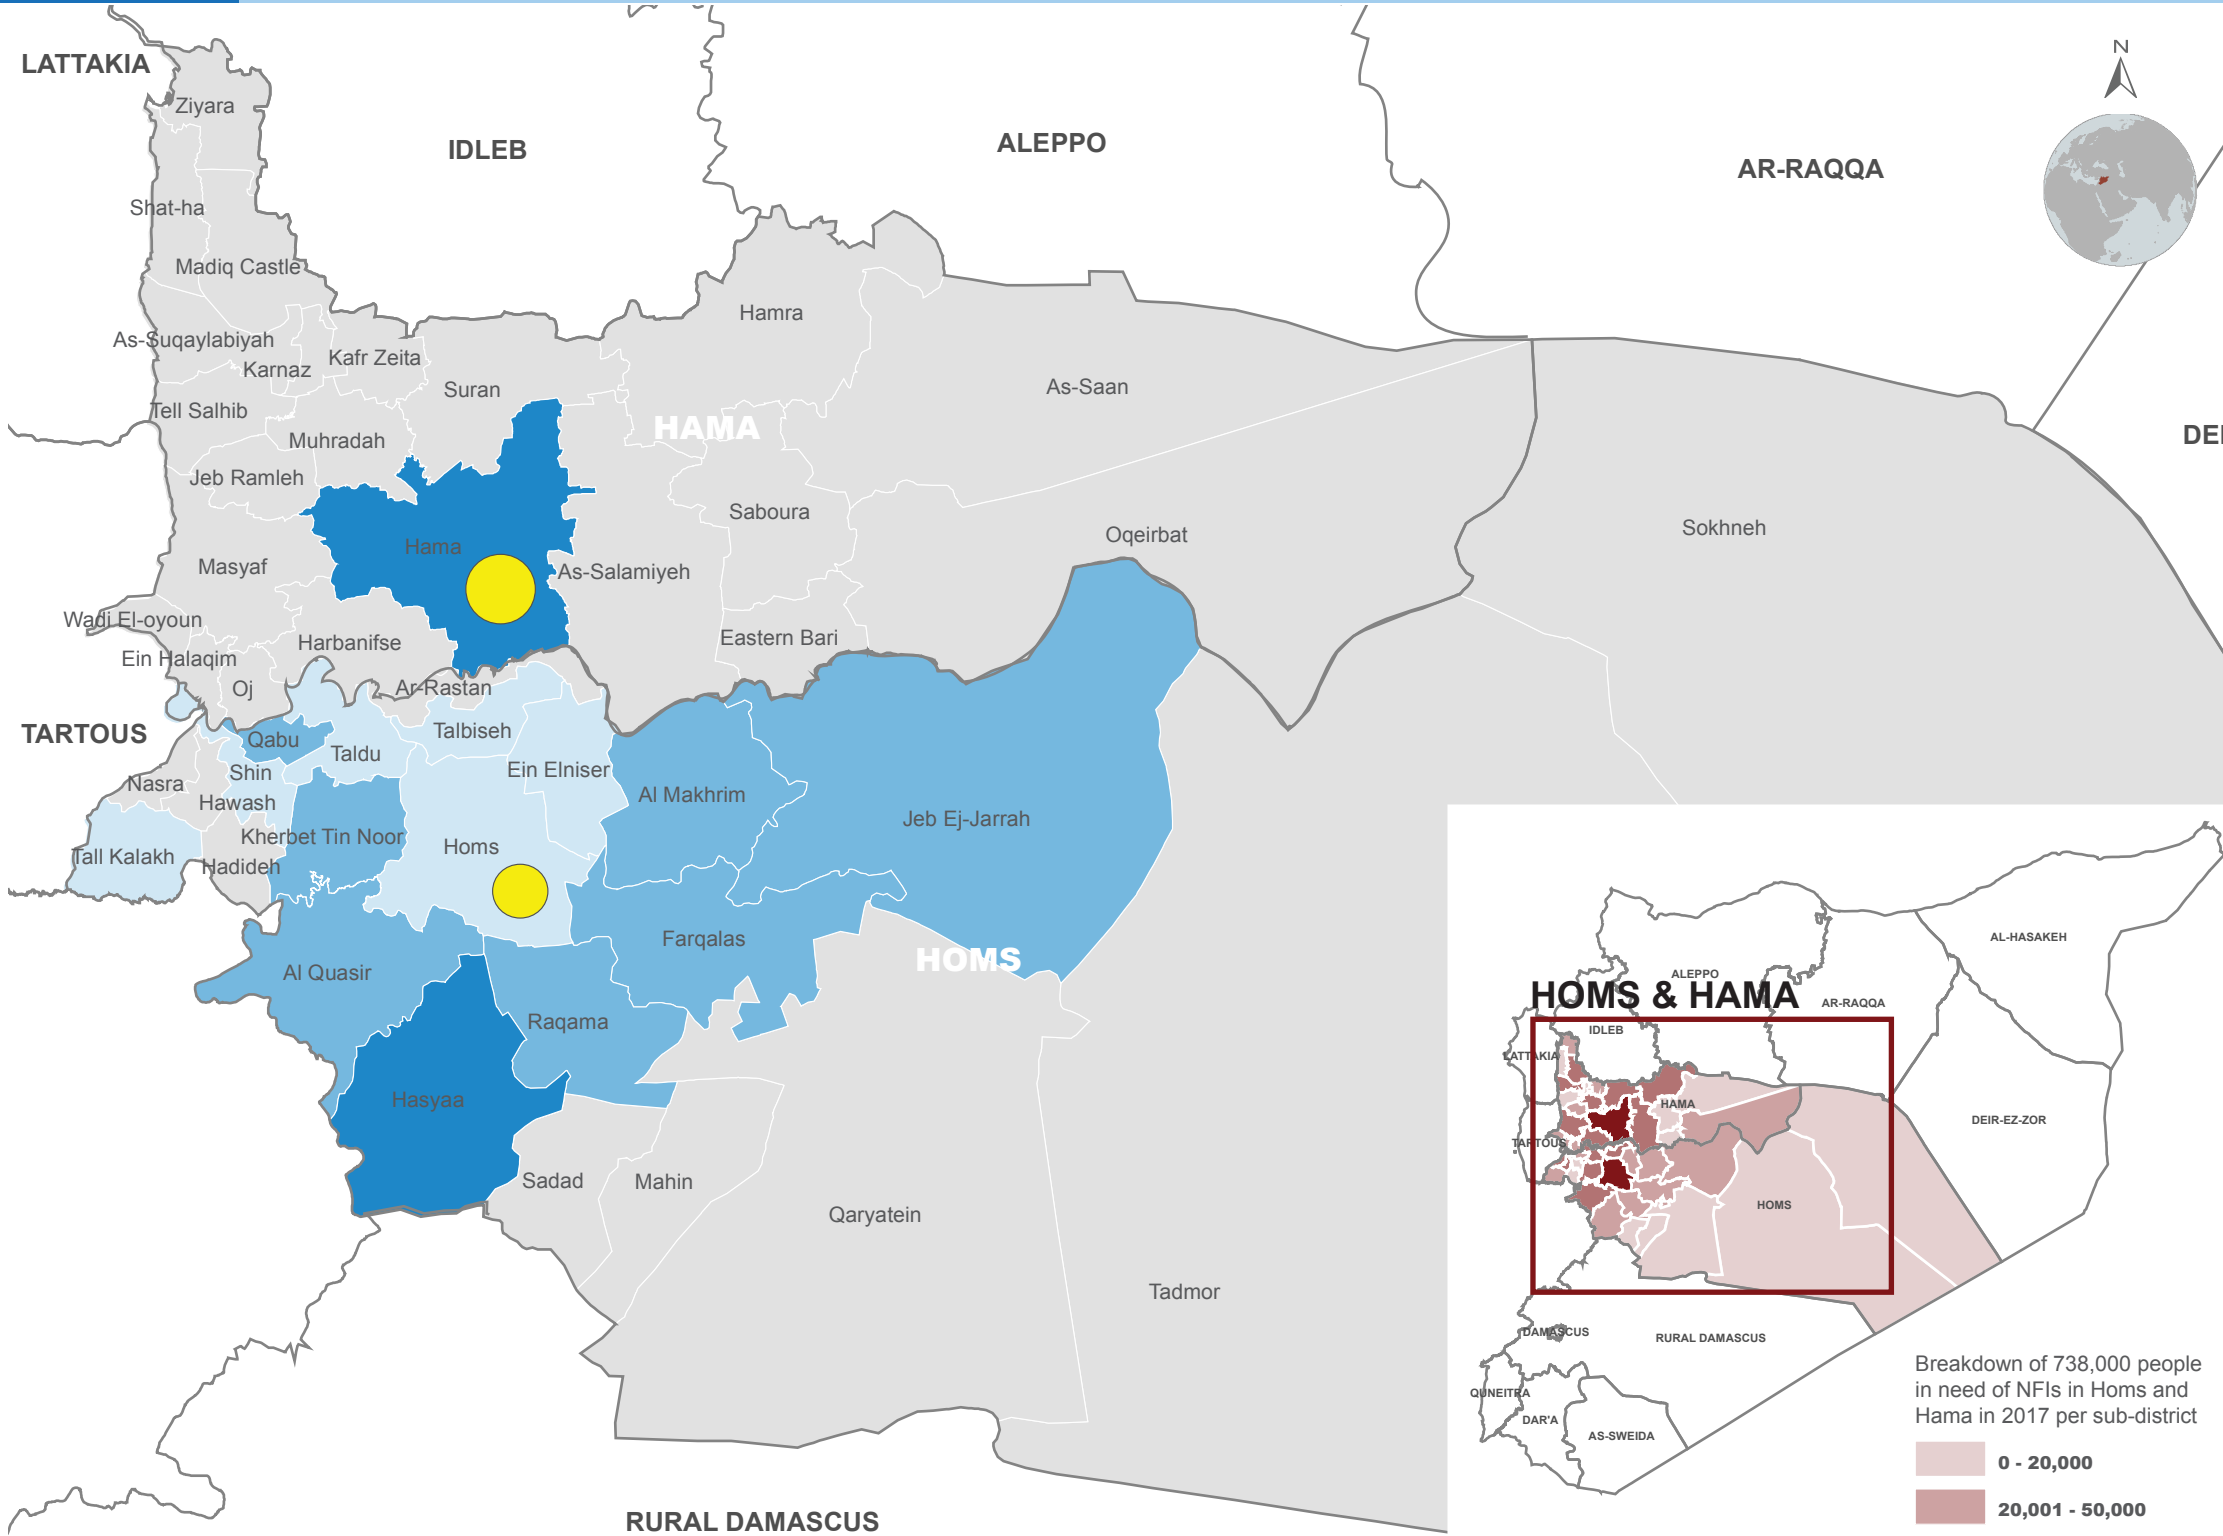 LATTAKIA
IDLEB
ALEPPO
AR-RAQQA
N
DEI
TARTOUS
RURAL DAMASCUS
HAMA
HOMS
Ziyara
Shat-ha
Madiq Castle
As-Suqaylabiyah
Karnaz
Kafr Zeita
Suran
Hamra
As-Saan
Tell Salhib
Muhradah
Jeb Ramleh
Saboura
Oqeirbat
Sokhneh
Hama
As-Salamiyeh
Masyaf
Wadi El-oyoun
Harbanifse
Eastern Bari
Ein Halaqim
Oj
Ar-Rastan
Qabu
Taldu
Talbiseh
Ein Elniser
Shin
Nasra
Hawash
Al Makhrim
Jeb Ej-Jarrah
Kherbet Tin Noor
Homs
Tall Kalakh
Hadideh
Farqalas
Al Quasir
Raqama
Hasyaa
Sadad
Mahin
Qaryatein
Tadmor
HOMS & HAMA
AL-HASAKEH
ALEPPO
AR-RAQQA
IDLEB
LATTAKIA
HAMA
DEIR-EZ-ZOR
TARTOUS
HOMS
DAMASCUS
RURAL DAMASCUS
QUNEITRA
DAR'A
AS-SWEIDA
Breakdown of 738,000 people
in need of NFIs in Homs and
Hama in 2017 per sub-district
0 - 20,000
20,001 - 50,000